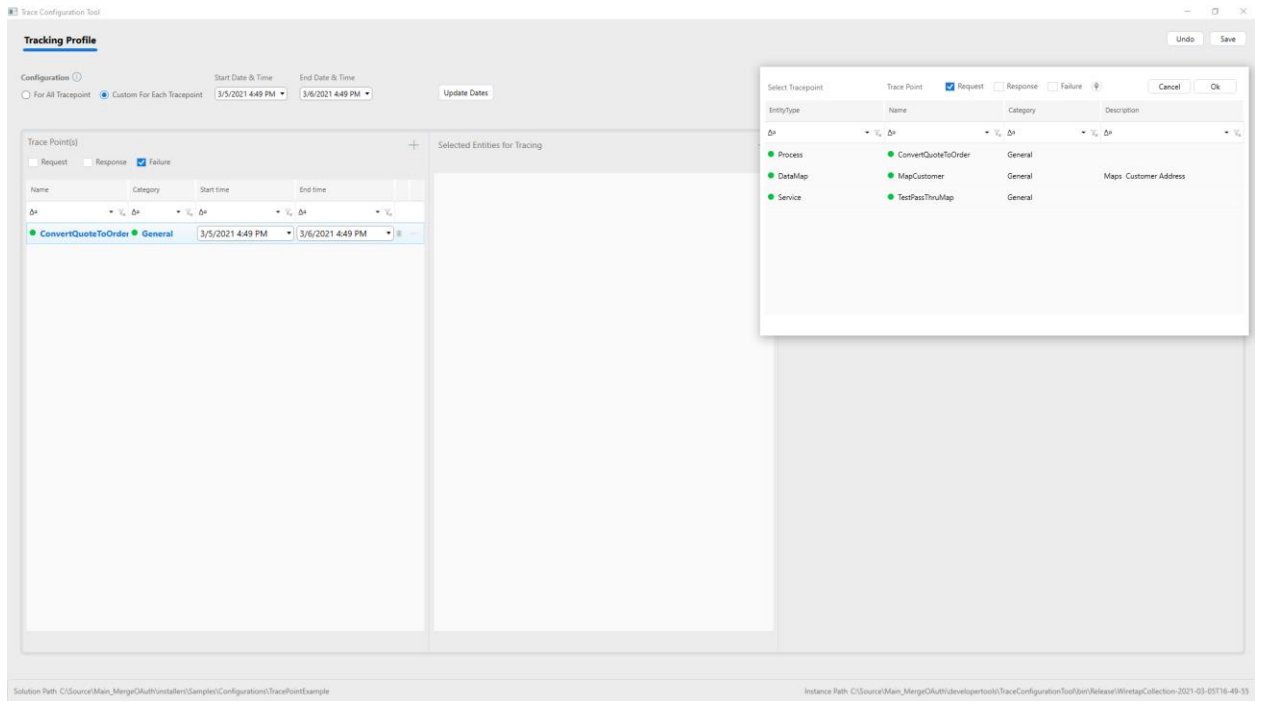 Trace Configuration Tool
Tracking Profile
Undo Save
Configuration
Start Date & Time End Date & Time
For All Tracepoint Custom For Each Tracepoint 3/5/2021 4:49 PM 3/6/2021 4:49 PM Update Dates
Trace Point(s)
Request Response Failure
Name Category Start time End time
ConvertQuoteToOrder General 3/5/2021 4:49 PM 3/6/2021 4:49 PM
Selected Entities for Tracing
Select Tracepoint Trace Point Request Response Failure Cancel Ok
EntityType Name Category Description
Process ConvertQuoteToOrder General
DataMap MapCustomer General Maps Customer Address
Service TestPassThruMap General
Solution Path C:\Source\Main_MergeOAuth\installers\Samples\Configurations\TracePointExample
Instance Path C:\Source\Main_MergeOAuth\developertools\TraceConfigurationTool\bin\Release\WiretapCollection-2021-03-05T16-49-55